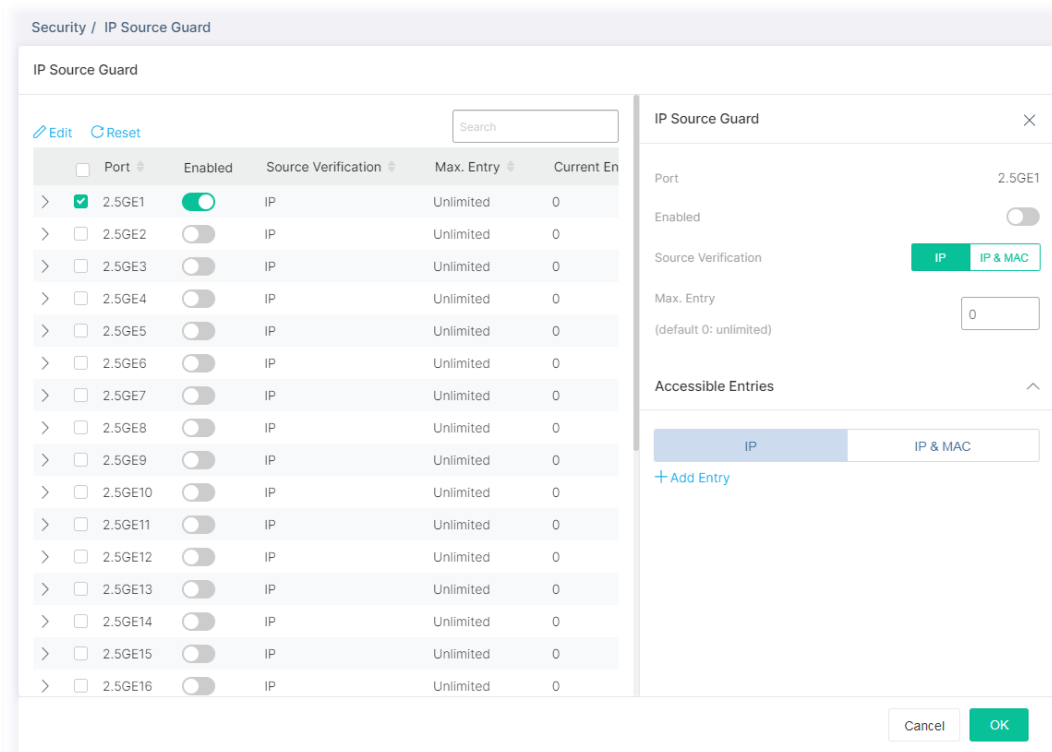 Security / IP Source Guard
IP Source Guard
Edit Reset
Search
Port Enabled Source Verification Max. Entry Current En
2.5GE1 IP Unlimited 0
2.5GE2 IP Unlimited 0
2.5GE3 IP Unlimited 0
2.5GE4 IP Unlimited 0
2.5GE5 IP Unlimited 0
2.5GE6 IP Unlimited 0
2.5GE7 IP Unlimited 0
2.5GE8 IP Unlimited 0
2.5GE9 IP Unlimited 0
2.5GE10 IP Unlimited 0
2.5GE11 IP Unlimited 0
2.5GE12 IP Unlimited 0
2.5GE13 IP Unlimited 0
2.5GE14 IP Unlimited 0
2.5GE15 IP Unlimited 0
2.5GE16 IP Unlimited 0
IP Source Guard
Port 2.5GE1
Enabled
Source Verification IP IP & MAC
Max. Entry
(default 0: unlimited) 0
Accessible Entries
IP IP & MAC
+ Add Entry
Cancel OK